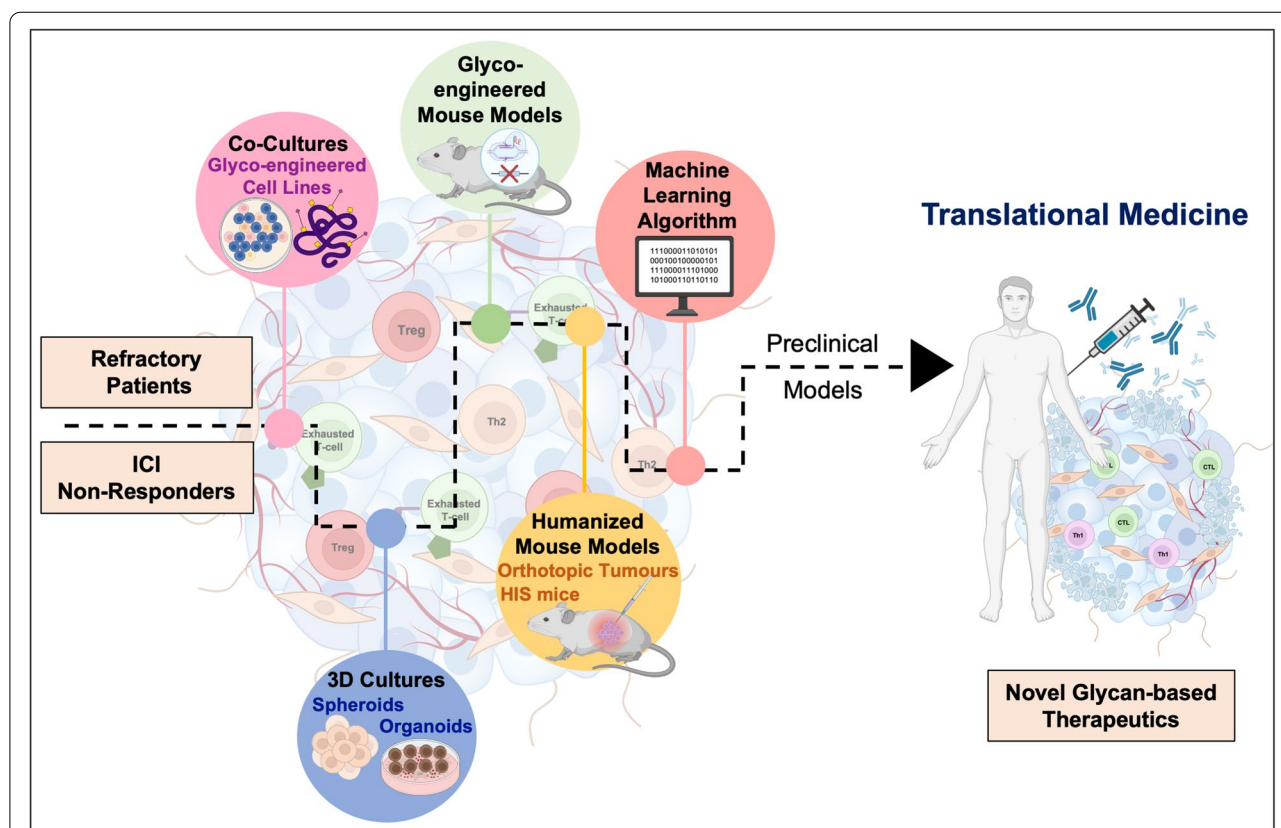 Glyco-
engineered
Mouse Models
Co-Cultures
Glyco-engineered
Cell Lines
Machine
Learning
Algorithm
111000011010101
000100100000101
111000011101000
101000110110110
Translational Medicine
Refractory
Patients
ICI
Non-Responders
Exhausted
T-cell
Treg
Exhausted
T-cell
Th2
Th2
Exhausted
T-cell
Treg
Preclinical
Models
Humanized
Mouse Models
Orthotopic Tumours
HIS mice
3D Cultures
Spheroids
Organoids
CTL
CTL
Th1
Th1
Novel Glycan-based
Therapeutics